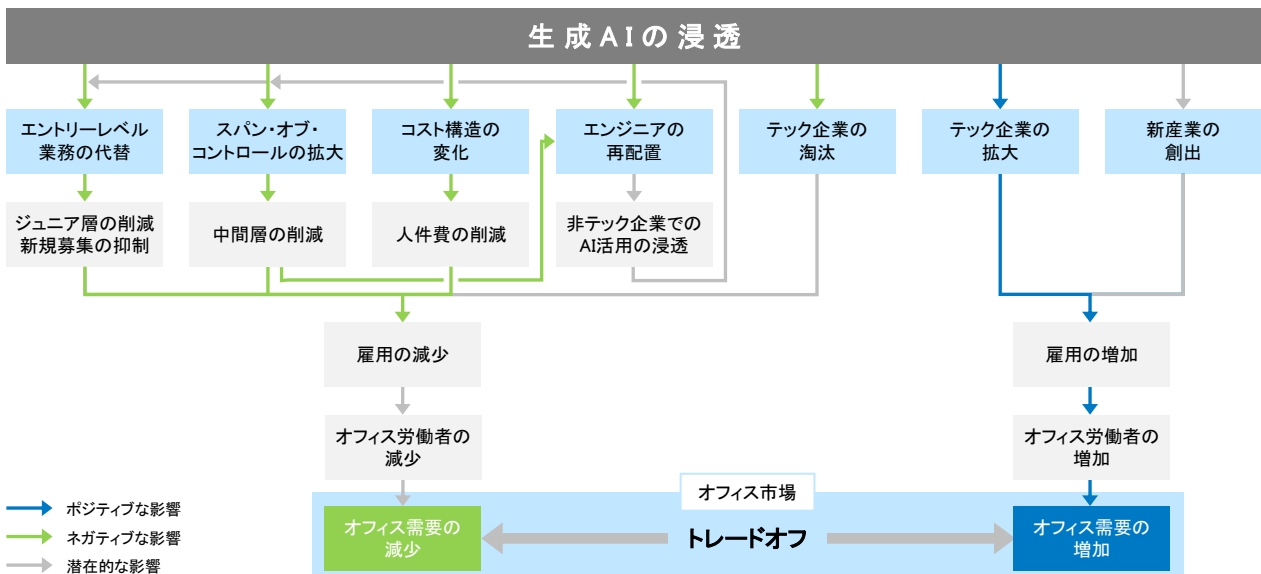 生成AIの浸透
エントリーレベル
業務の代替
スパン・オブ・
コントロールの拡大
コスト構造の
変化
エンジニアの
再配置
テック企業の
淘汰
テック企業の
拡大
新産業の
創出
ジュニア層の削減
新規募集の抑制
中間層の削減
人件費の削減
非テック企業での
AI活用の浸透
雇用の減少
雇用の増加
オフィス労働者の
減少
オフィス労働者の
増加
オフィス市場
オフィス需要の
減少
トレードオフ
オフィス需要の
増加
ポジティブな影響
ネガティブな影響
潜在的な影響